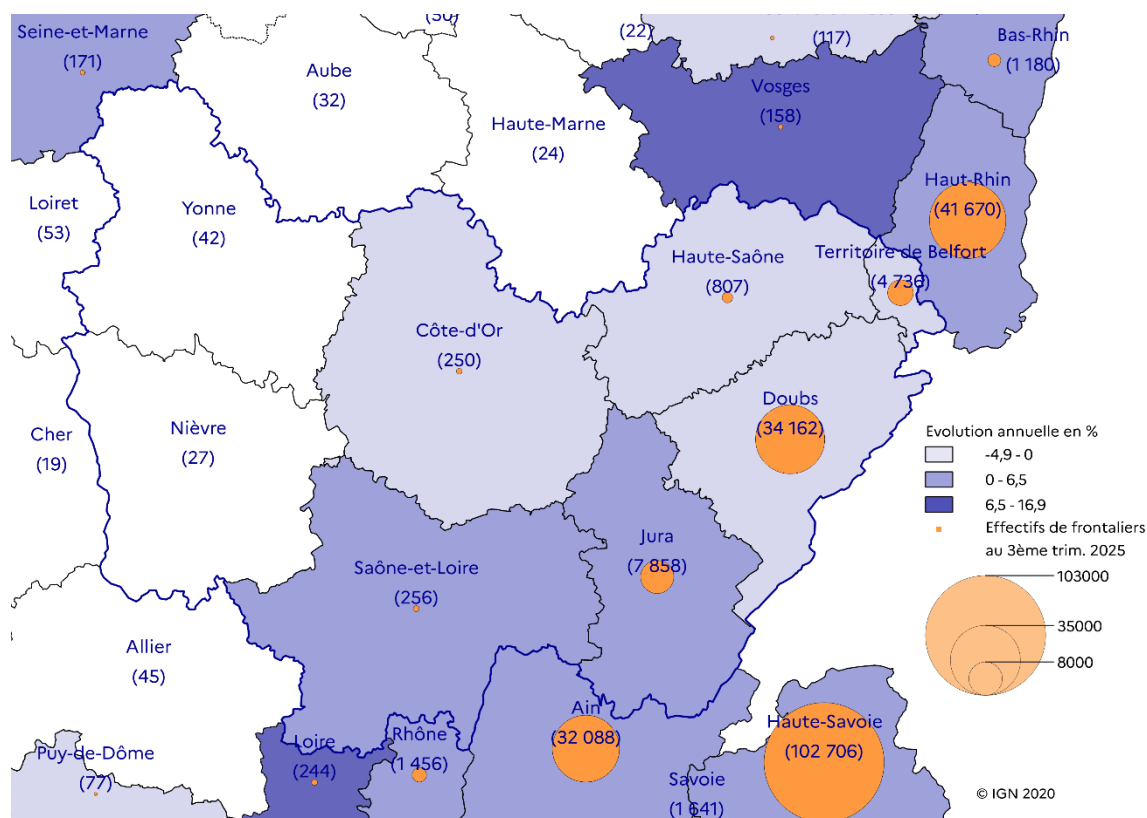 (50)
Seine-et-Marne
(171)
(22)
(117)
Bas-Rhin
(1 180)
Aube
(32)
Vosges
(158)
Haute-Marne
(24)
Loiret
(53)
Yonne
(42)
Haut-Rhin
(41 670)
Haute-Saône
(807)
Territoire de Belfort
(4 736)
Côte-d'Or
(250)
Cher
(19)
Nièvre
(27)
Doubs
(34 162)
Evolution annuelle en %
-4,9 - 0
0 - 6,5
6,5 - 16,9
Effectifs de frontaliers
au 3ème trim. 2025
103000
35000
8000
Jura
(7 858)
Saône-et-Loire
(256)
Allier
(45)
Ain
(32 088)
Haute-Savoie
(102 706)
Puy-de-Dôme
(77)
Loire
(244)
Rhône
(1 456)
Savoie
(1 641)
© IGN 2020